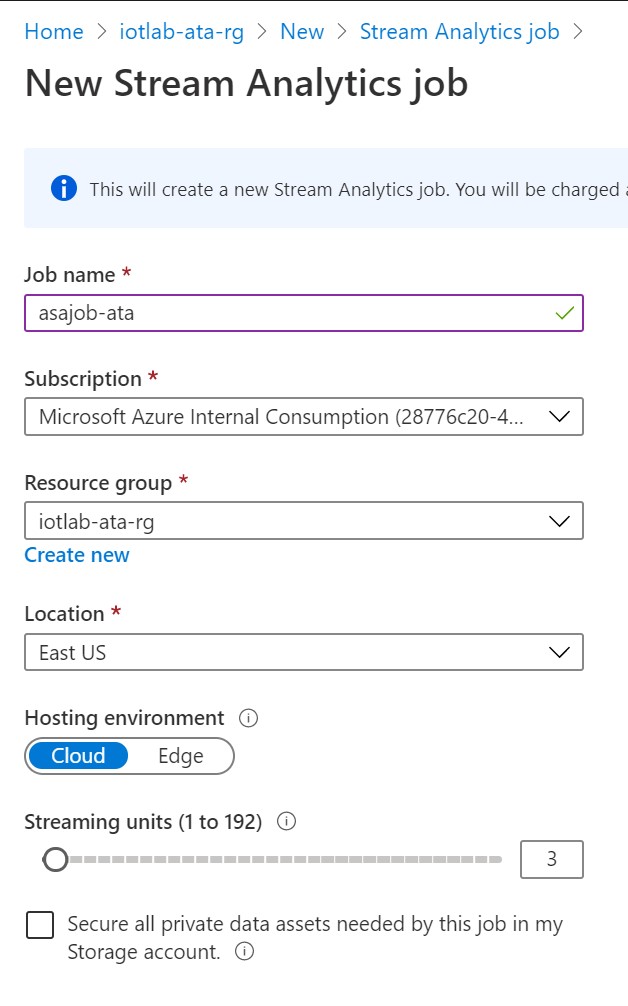 Home > iotlab-ata-rg > New > Stream Analytics job >
New Stream Analytics job
This will create a new Stream Analytics job. You will be charged
Job name *
asajob-ata
Subscription *
Microsoft Azure Internal Consumption (28776c20-4...
Resource group *
iotlab-ata-rg
Create new
Location *
East US
Hosting environment
Cloud Edge
Streaming units (1 to 192)
3
Secure all private data assets needed by this job in my
Storage account.